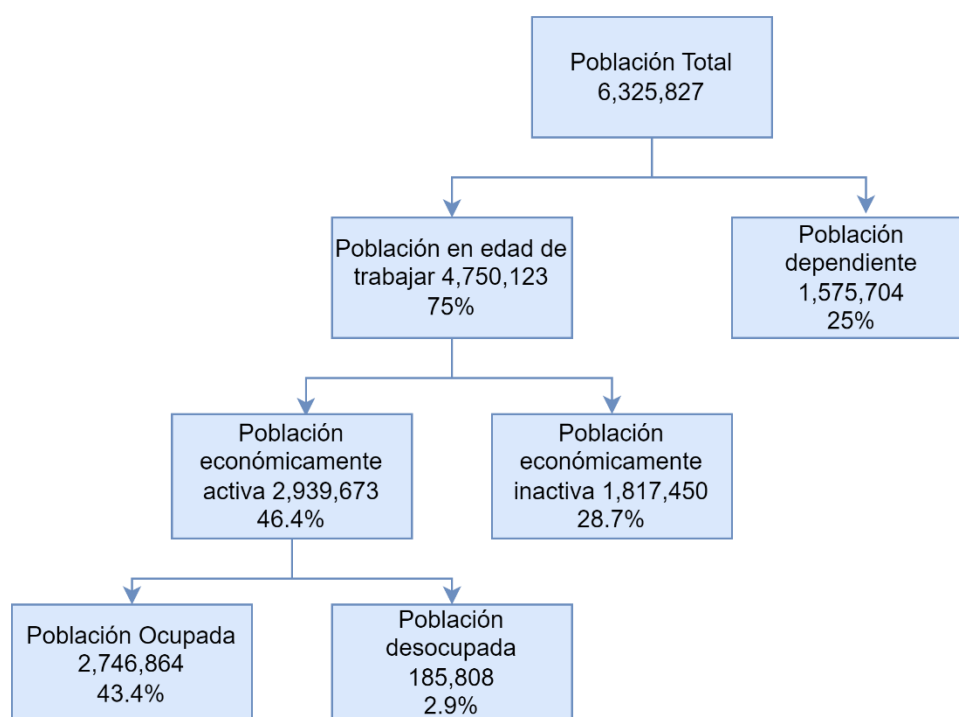 Población Total
6,325,827
Población en edad de
trabajar 4,750,123
75%
Población
dependiente
1,575,704
25%
Población
económicamente
activa 2,939,673
46.4%
Población
económicamente
inactiva 1,817,450
28.7%
Población Ocupada
2,746,864
43.4%
Población
desocupada
185,808
2.9%